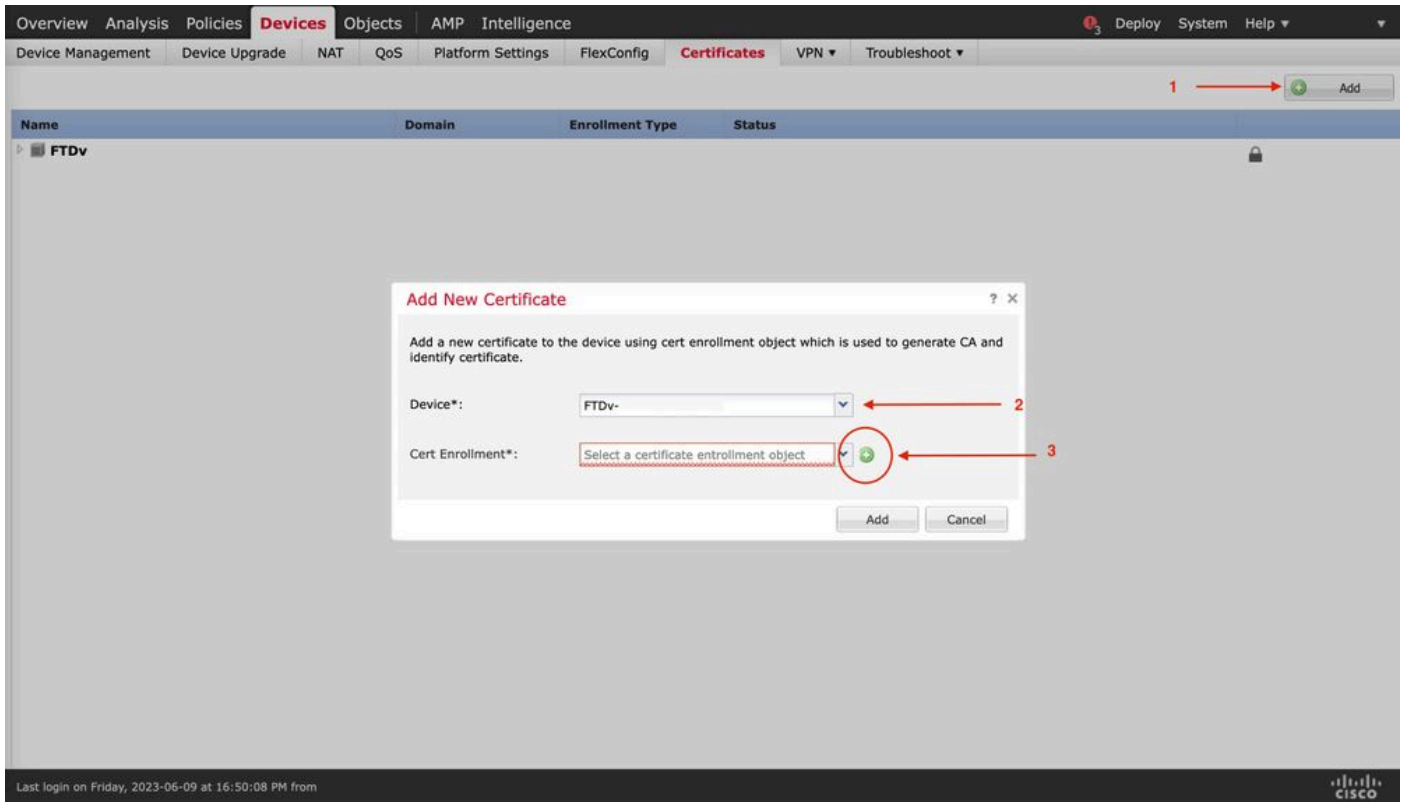 Overview Analysis Policies Devices Objects AMP Intelligence 3 Deploy System Help
Device Management Device Upgrade NAT QoS Platform Settings FlexConfig Certificates VPN Troubleshoot
1 Add
Name Domain Enrollment Type Status
FTDv
Add New Certificate ? ×
Add a new certificate to the device using cert enrollment object which is used to generate CA and
identify certificate.
Device*: FTDv- 2
Cert Enrollment*: Select a certificate entrollment object 3
Add Cancel
Last login on Friday, 2023-06-09 at 16:50:08 PM from
CISCO